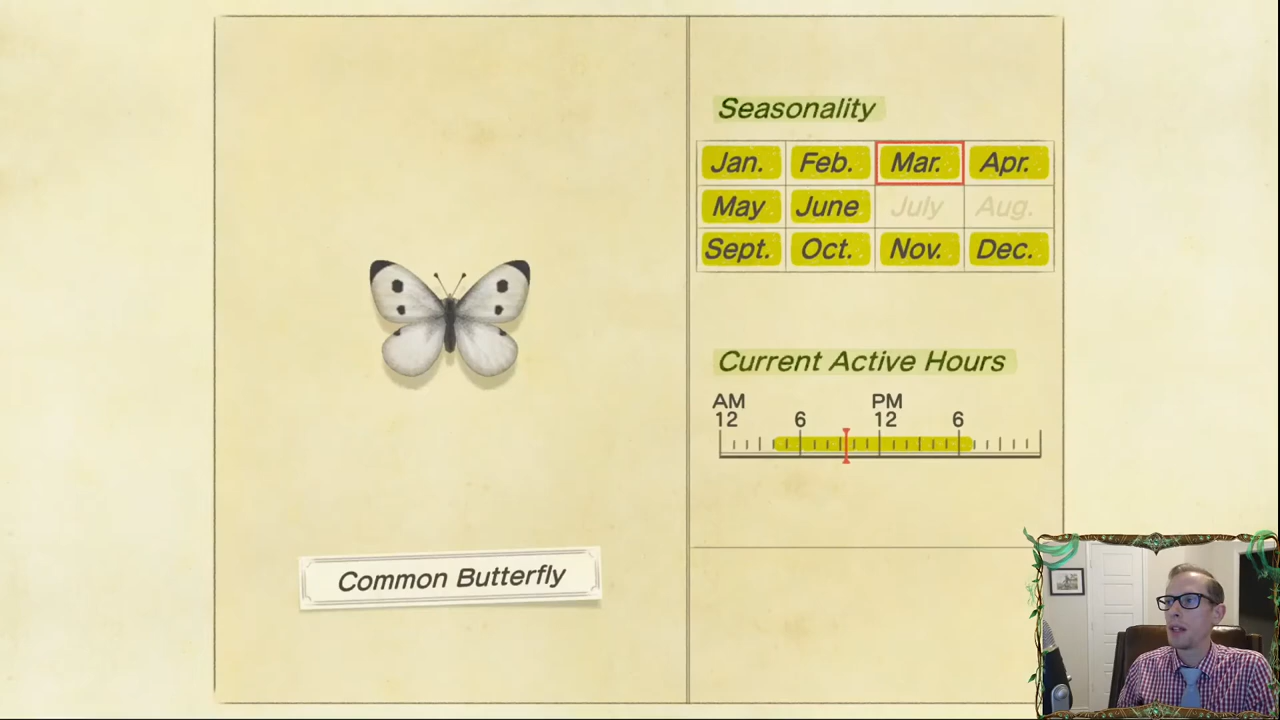 Seasonality
Jan. Feb. Mar. Apr.
May June July Aug.
Sept. Oct. Nov. Dec.
Current Active Hours
AM PM
12 6 12 6
Common Butterfly